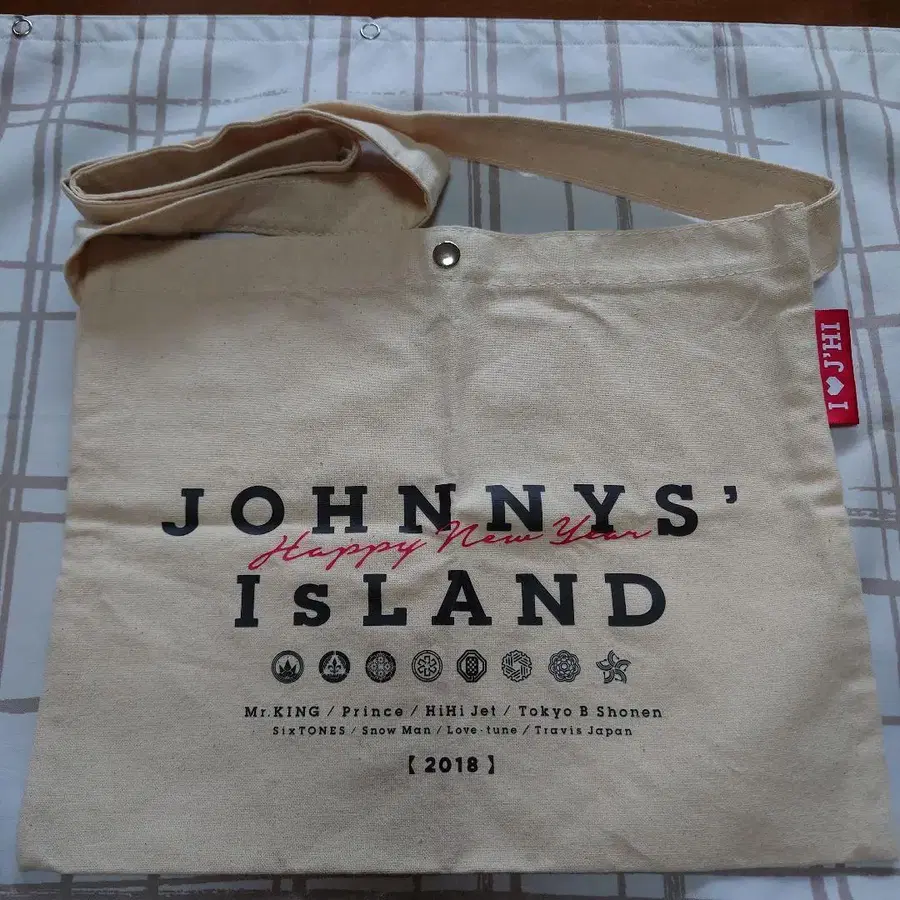 I ♥ J'HI
JOHNNYS'
Happy New Year
IsLAND
Mr.KING / Prince / HiHi Jet / Tokyo B Shonen
SixTONES / Snow Man / Love-tune / Travis Japan
【2018】